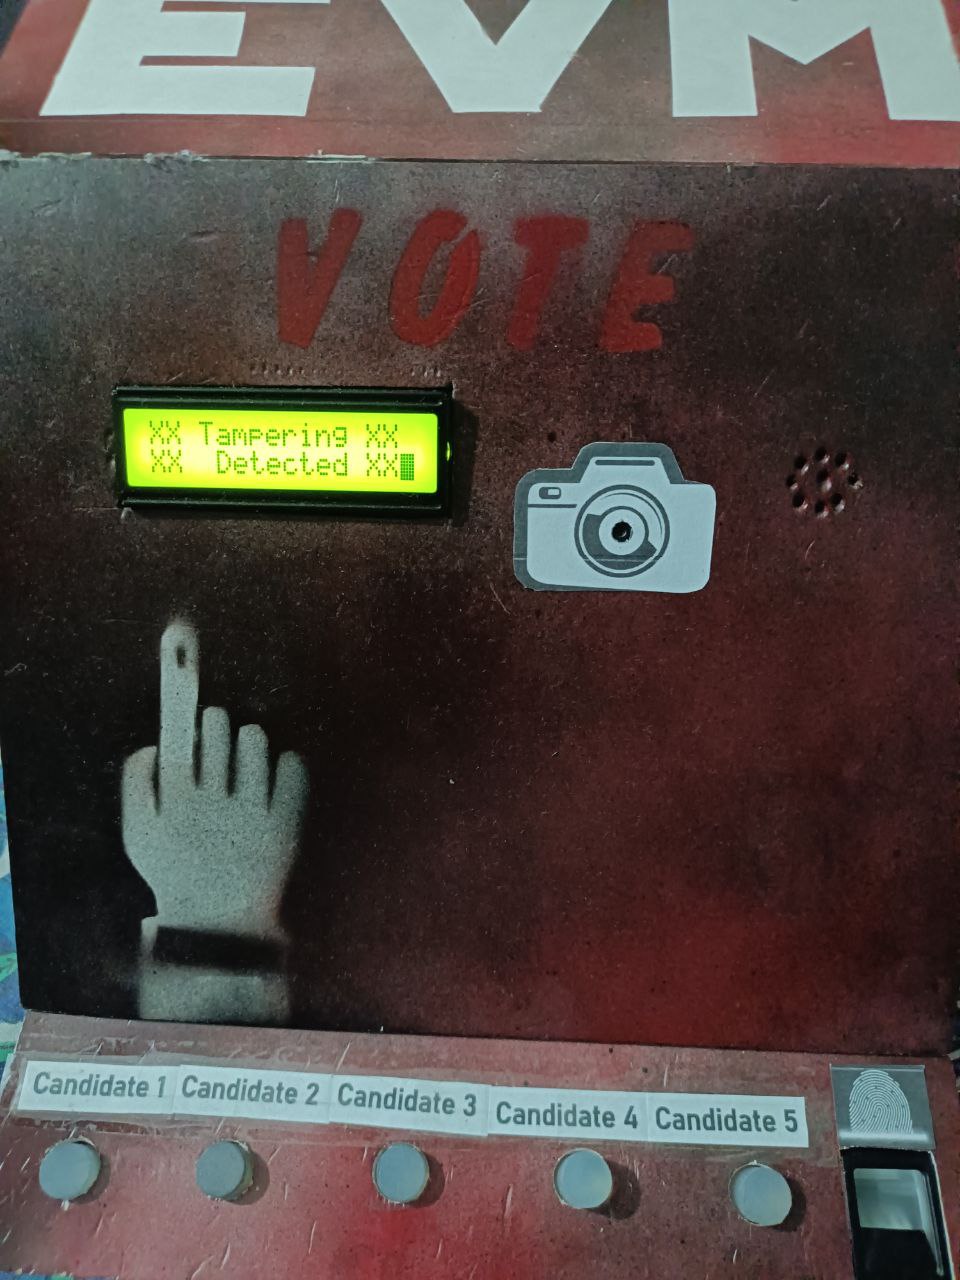 EVM
VOTE
XX Tampering XX
XX Detected XX
Candidate 1
Candidate 2
Candidate 3
Candidate 4
Candidate 5